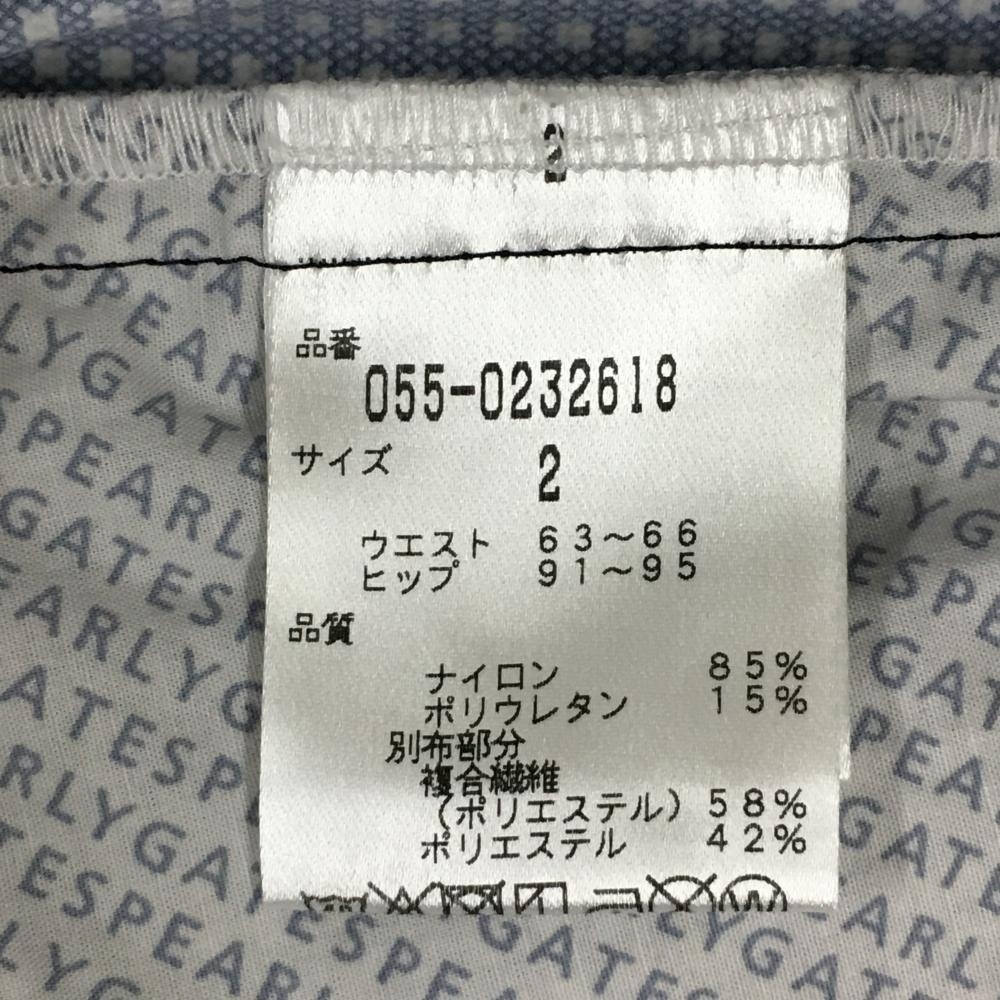 2
品番
055-0232618
サイズ
2
ウエスト 63~66
ヒップ 91~95
品質
ナイロン 85%
ポリウレタン 15%
別布部分
複合繊維
(ポリエステル) 58%
ポリエステル 42%
PEARLYGATES